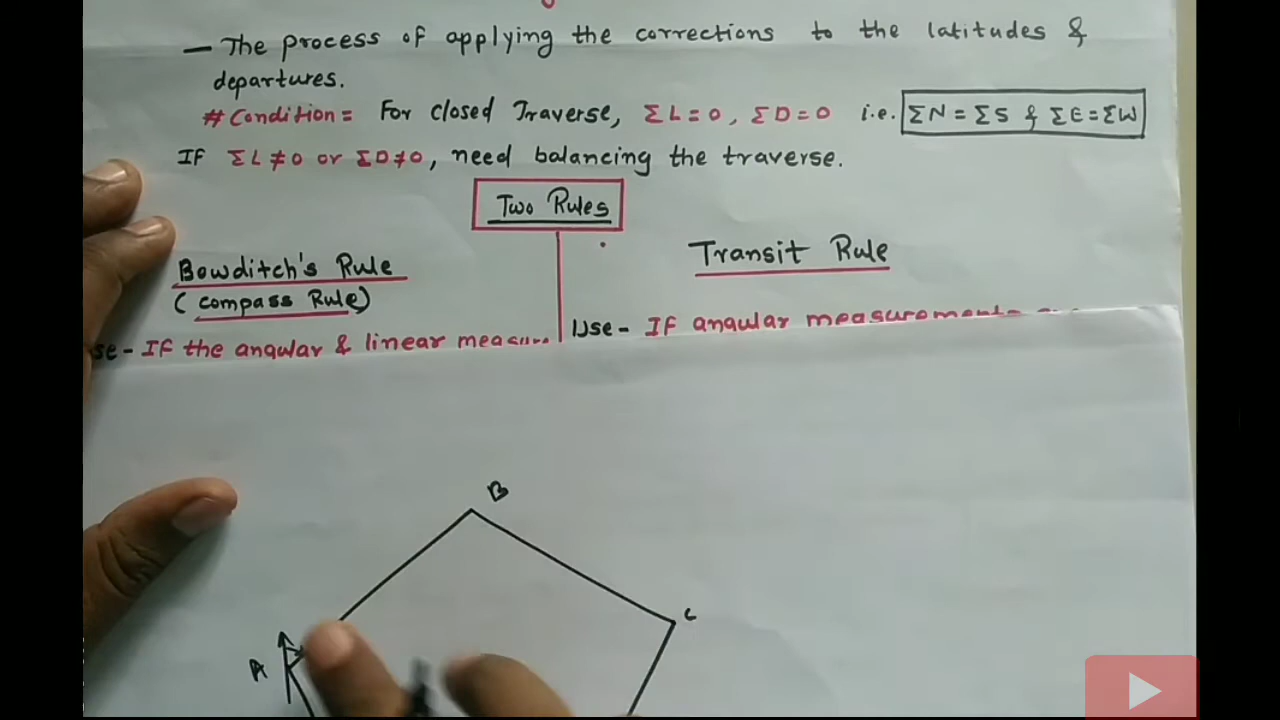 — The process of applying the corrections to the latitudes &
departures.
# Condition = For closed Traverse, ΣL=0, ΣD=0 i.e. ΣN=ΣS & ΣE=ΣW
If ΣL≠0 or ΣD≠0, need balancing the traverse.
Two Rules
Bowditch's Rule
(compass Rule)
Transit Rule
Use - If angular measurements
se - If the angular & linear
B
C
A